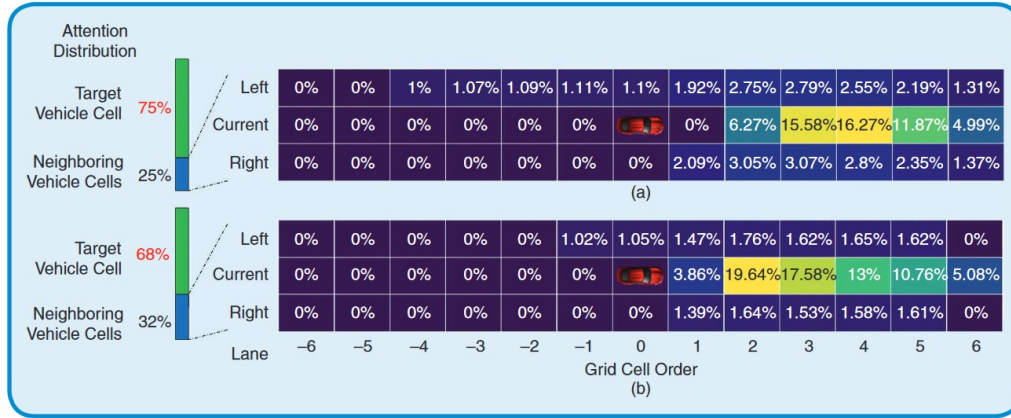 Attention
Distribution
Target
Vehicle Cell
75%
Neighboring
Vehicle Cells
25%
Left 0% 0% 1% 1.07% 1.09% 1.11% 1.1% 1.92% 2.75% 2.79% 2.55% 2.19% 1.31%
Current 0% 0% 0% 0% 0% 0% 0% 6.27% 15.58% 16.27% 11.87% 4.99%
Right 0% 0% 0% 0% 0% 0% 0% 2.09% 3.05% 3.07% 2.8% 2.35% 1.37%
(a)
Target
Vehicle Cell
68%
Neighboring
Vehicle Cells
32%
Left 0% 0% 0% 0% 0% 1.02% 1.05% 1.47% 1.76% 1.62% 1.65% 1.62% 0%
Current 0% 0% 0% 0% 0% 0% 3.86% 19.64% 17.58% 13% 10.76% 5.08%
Right 0% 0% 0% 0% 0% 0% 0% 1.39% 1.64% 1.53% 1.58% 1.61% 0%
Lane –6 –5 –4 –3 –2 –1 0 1 2 3 4 5 6
Grid Cell Order
(b)